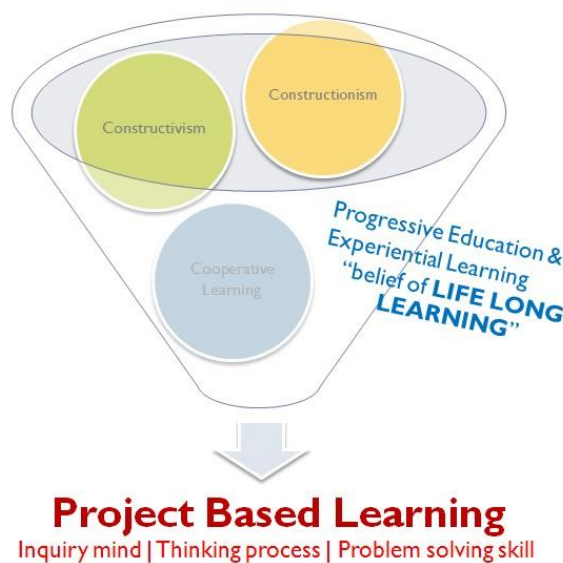 Constructionism
Constructivism
Cooperative
Learning
Progressive Education &
Experiential Learning
“belief of LIFE LONG
LEARNING”
Project Based Learning
Inquiry mind | Thinking process | Problem solving skill